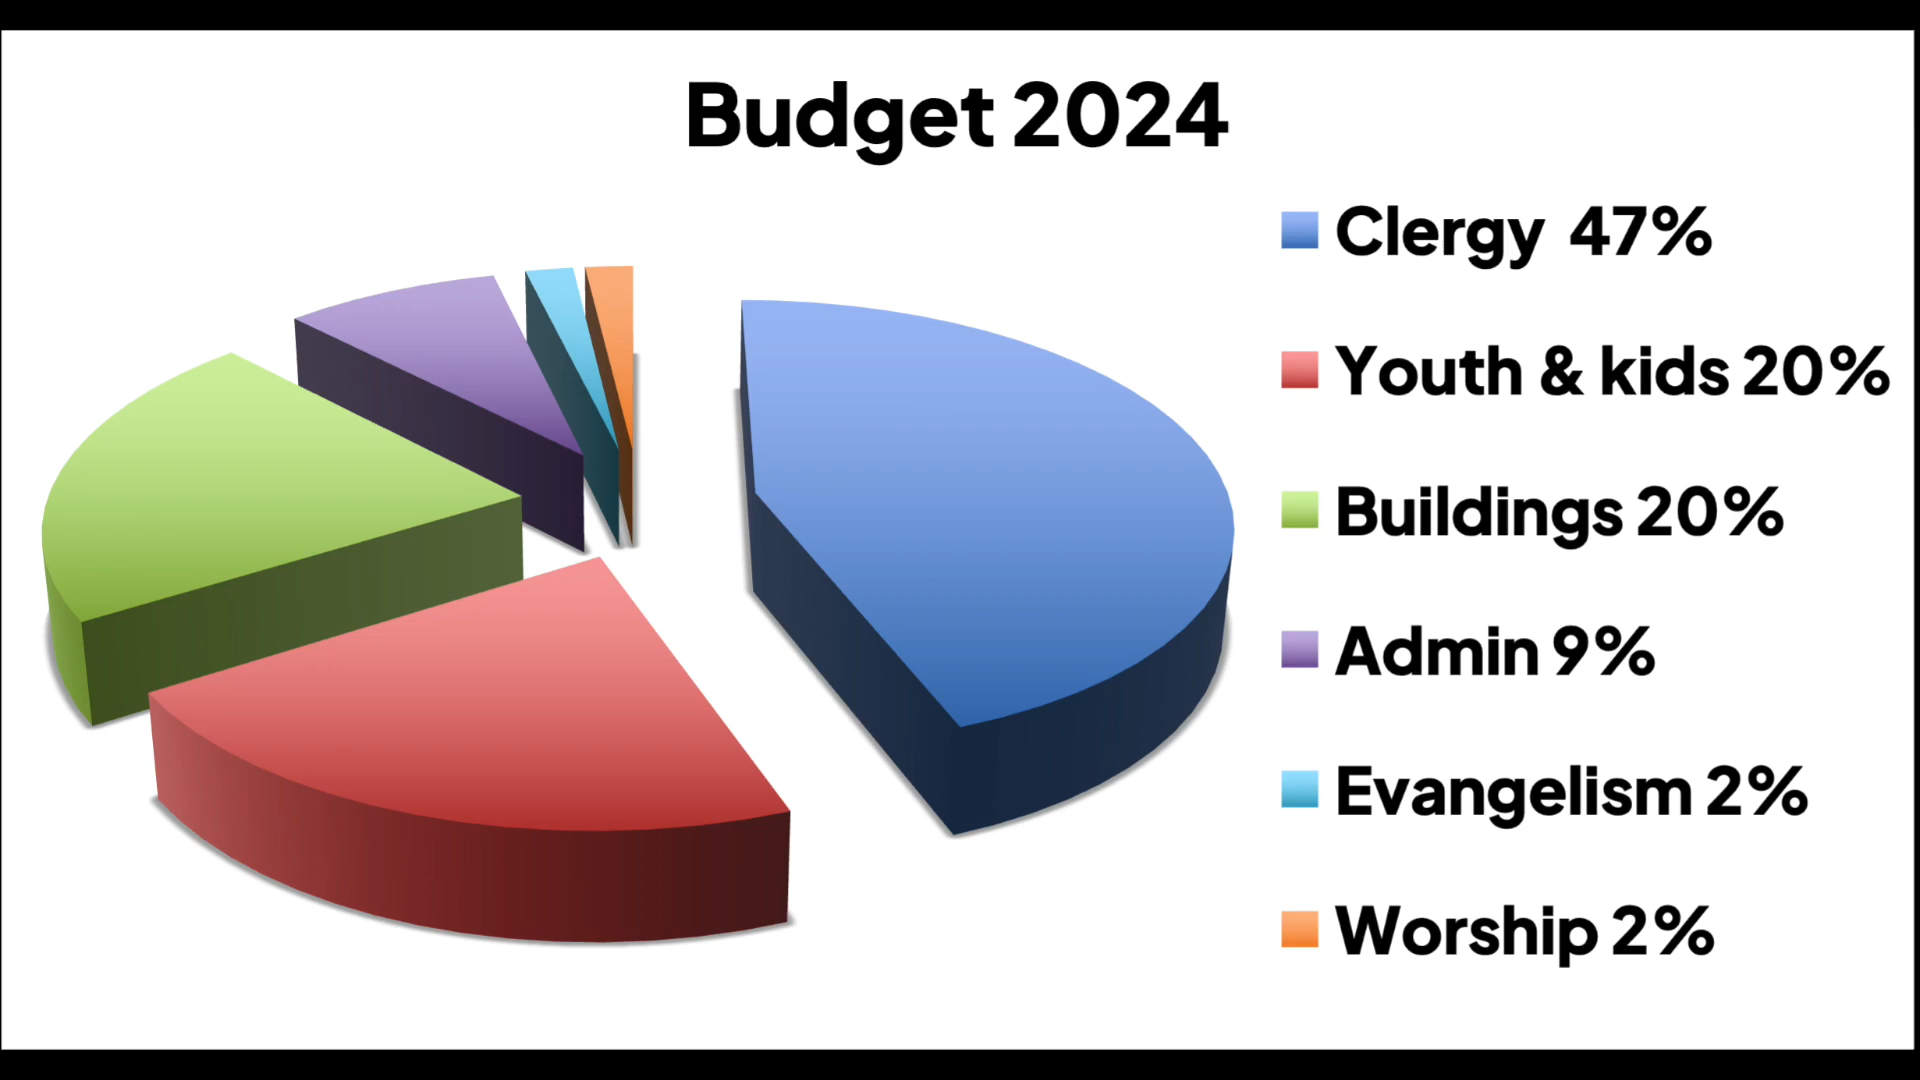 Budget 2024
Clergy 47%
Youth & kids 20%
Buildings 20%
Admin 9%
Evangelism 2%
Worship 2%